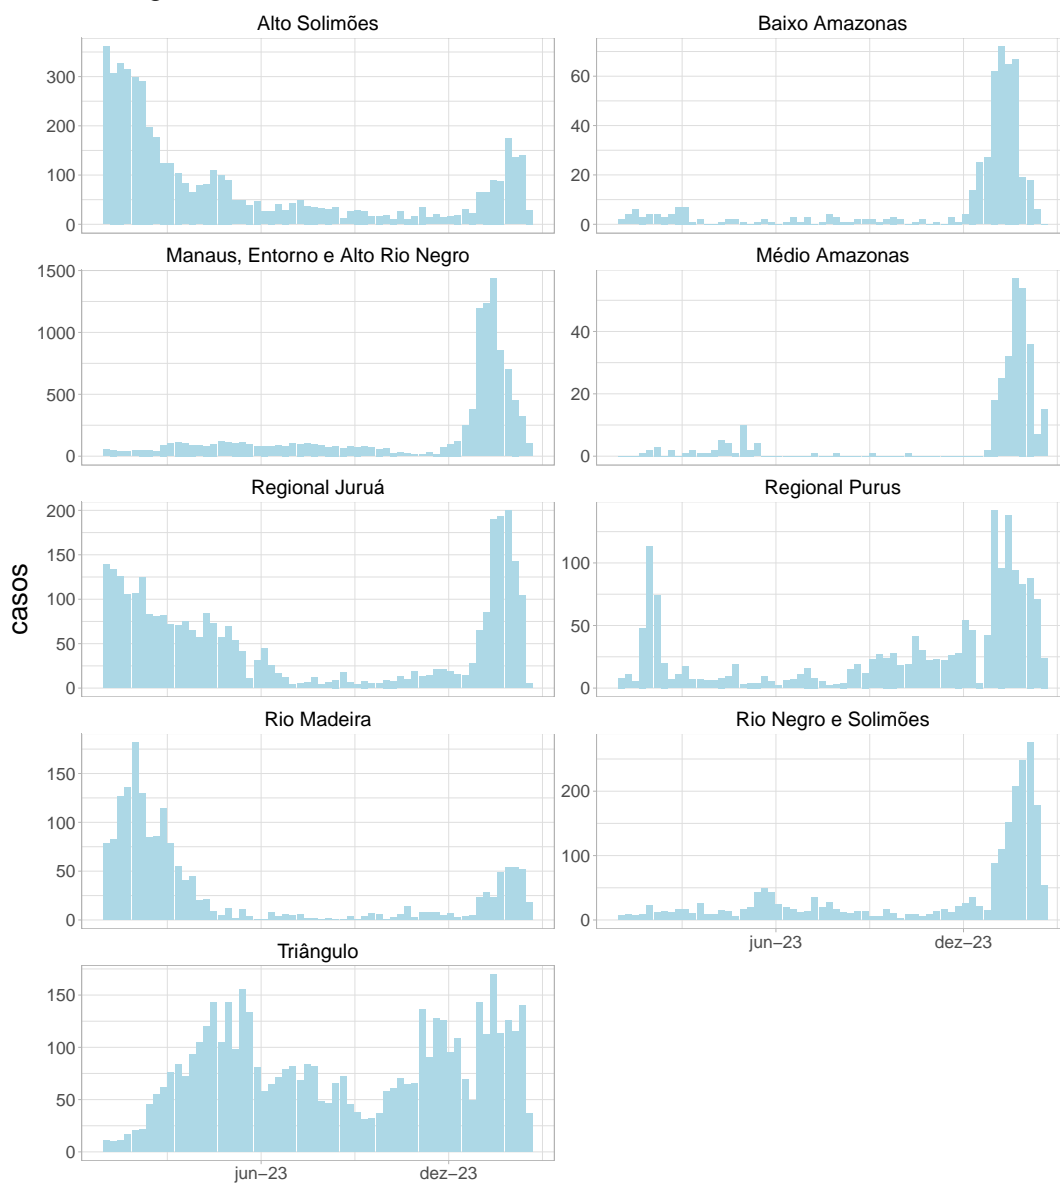 Alto Solimões
Baixo Amazonas
300
200
100
0
60
40
20
0
Manaus, Entorno e Alto Rio Negro
Médio Amazonas
1500
1000
500
0
40
20
0
Regional Juruá
Regional Purus
200
150
100
50
0
100
50
0
casos
Rio Madeira
Rio Negro e Solimões
150
100
50
0
200
100
0
jun−23
dez−23
Triângulo
150
100
50
0
jun−23
dez−23